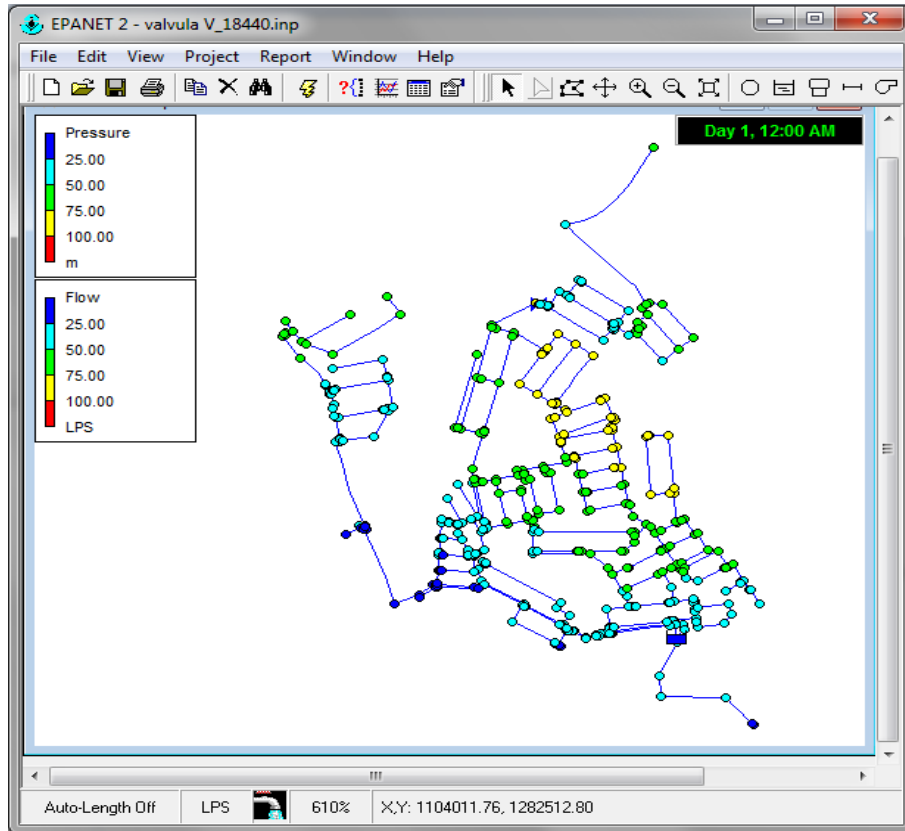 EPANET 2 - valvula V_18440.inp
File Edit View Project Report Window Help
Day 1, 12:00 AM
Pressure
25.00
50.00
75.00
100.00
m
Flow
25.00
50.00
75.00
100.00
LPS
Auto-Length Off LPS 610% X,Y: 1104011.76, 1282512.80